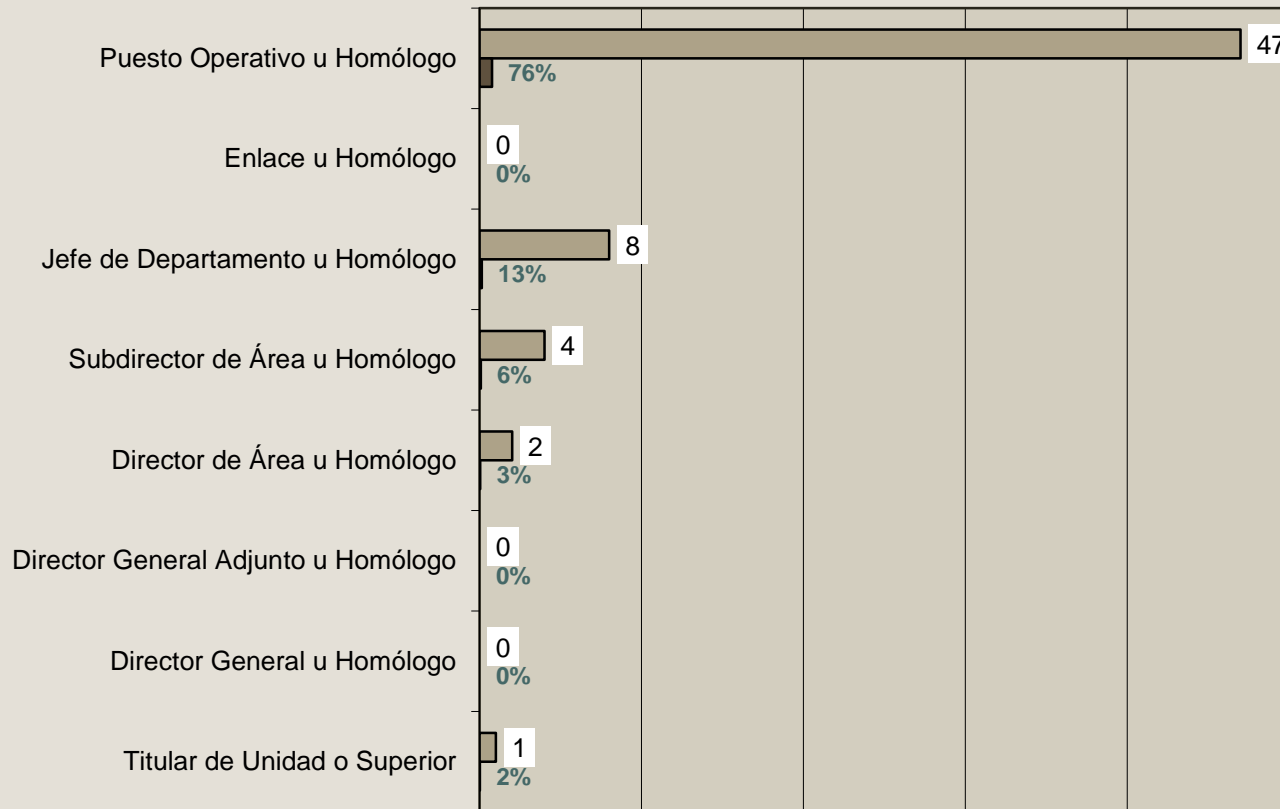 Puesto Operativo u Homólogo
47
76%
Enlace u Homólogo
0
0%
Jefe de Departamento u Homólogo
8
13%
Subdirector de Área u Homólogo
4
6%
Director de Área u Homólogo
2
3%
Director General Adjunto u Homólogo
0
0%
Director General u Homólogo
0
0%
Titular de Unidad o Superior
1
2%